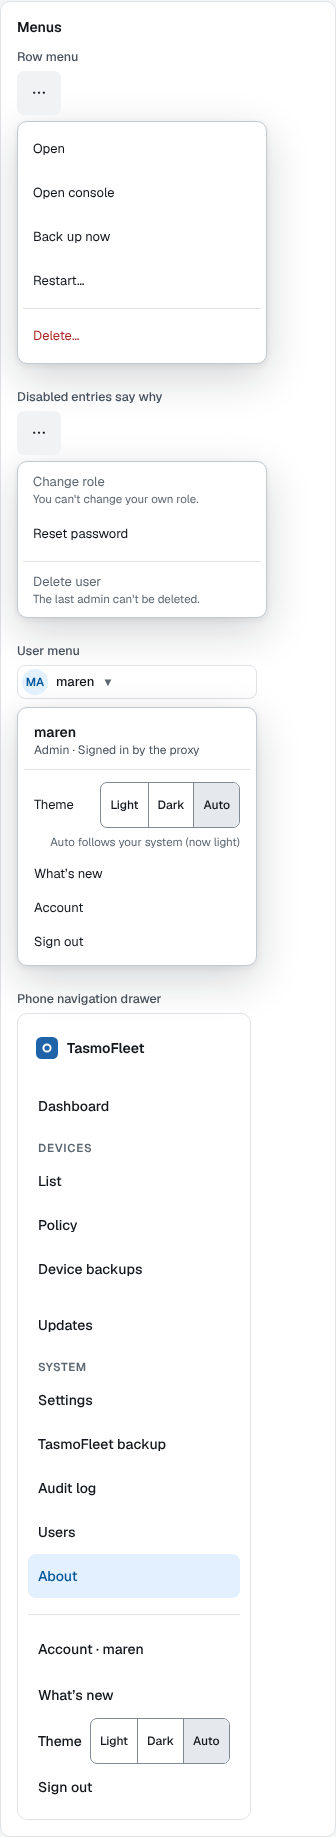 Menus
Row menu
...
Open
Open console
Back up now
Restart...
Delete...
Disabled entries say why
...
Change role
You can't change your own role.
Reset password
Delete user
The last admin can't be deleted.
User menu
MA maren ▼
maren
Admin · Signed in by the proxy
Theme Light Dark Auto
Auto follows your system (now light)
What's new
Account
Sign out
Phone navigation drawer
TasmoFleet
Dashboard
DEVICES
List
Policy
Device backups
Updates
SYSTEM
Settings
TasmoFleet backup
Audit log
Users
About
Account · maren
What's new
Theme Light Dark Auto
Sign out